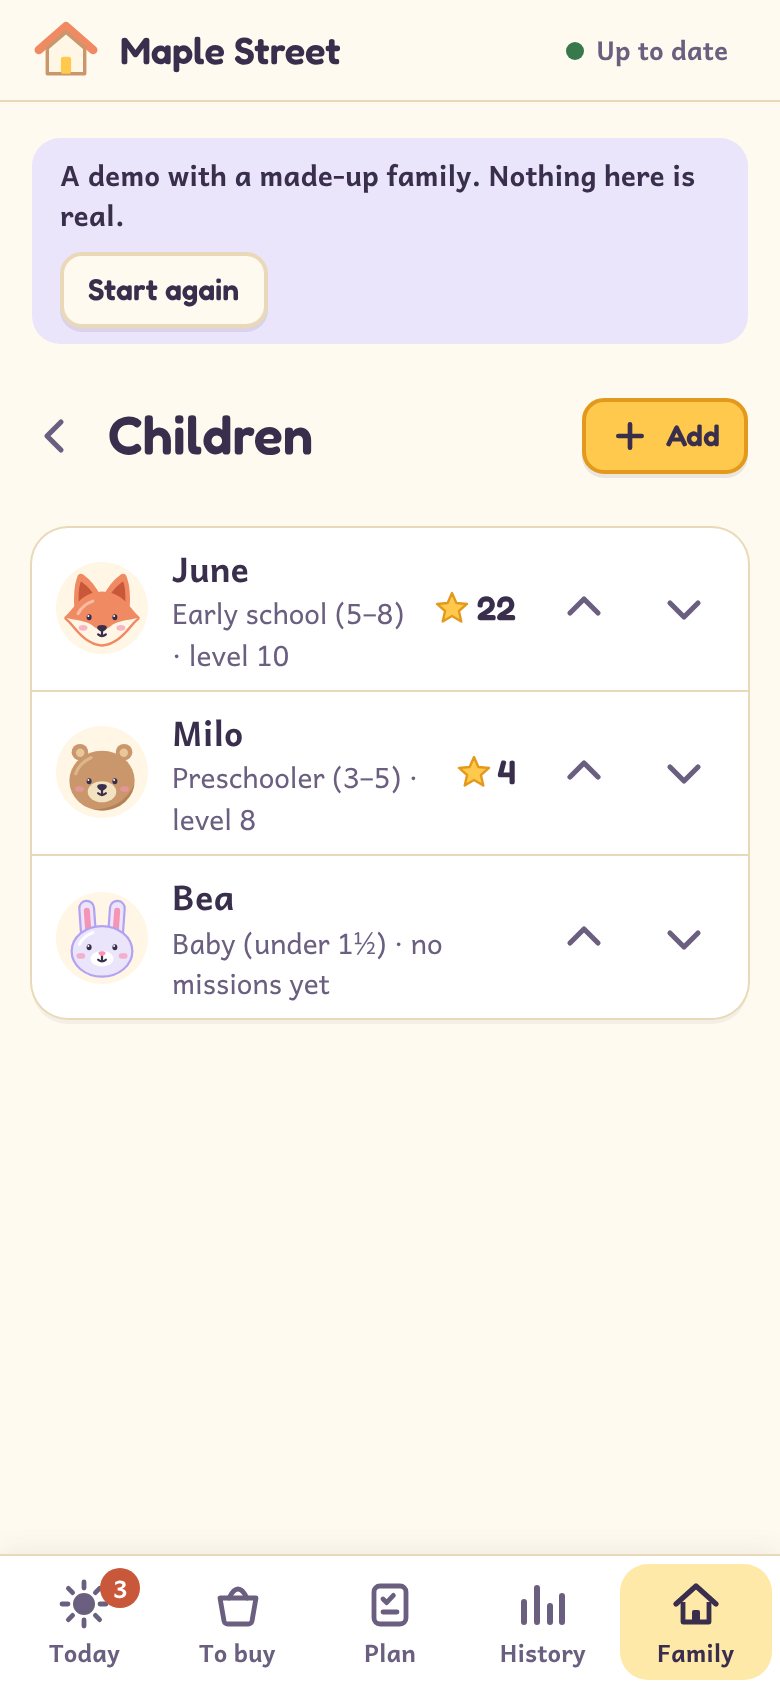 Maple Street
Up to date
A demo with a made-up family. Nothing here is
real.
Start again
Children
Add
June
Early school (5–8)
· level 10
22
Milo
Preschooler (3–5) ·
level 8
4
Bea
Baby (under 1½) · no
missions yet
3
Today
To buy
Plan
History
Family